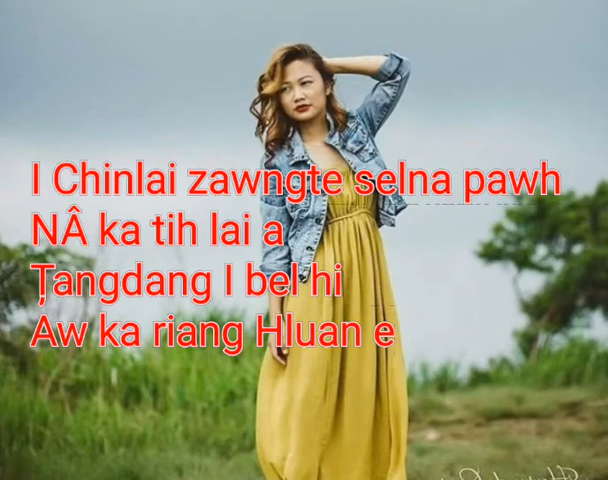 I Chinlai zawngte selna pawh
NÂ ka tih lai a
Ṭangdang I bel hi
Aw ka riang Hluan e